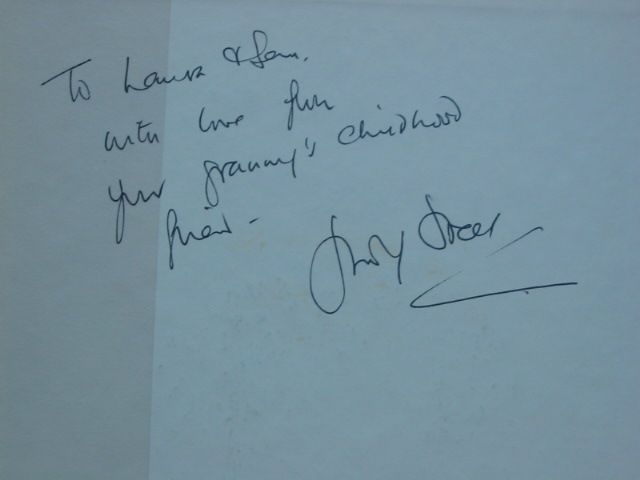 To Laura & Sam.
with love from
your granny's childhood
friend -